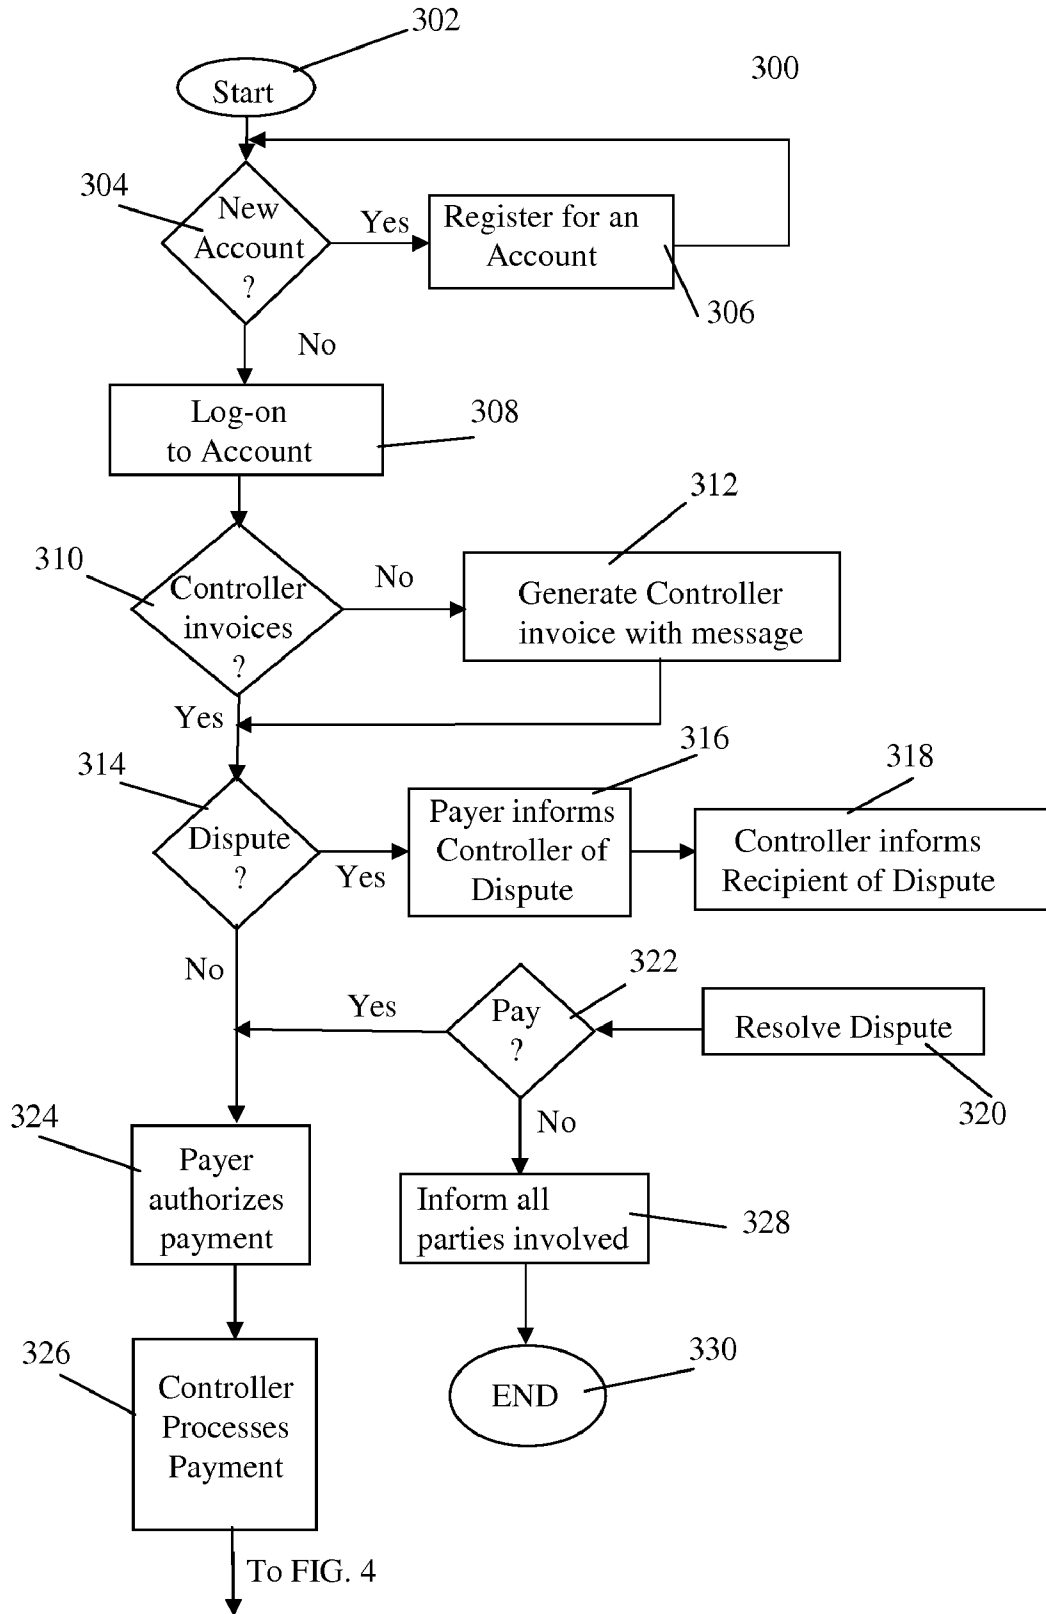 302
300
Start
304
New
Account
?
Yes
Register for an
Account
306
No
Log-on
to Account
308
312
310
Controller
invoices
?
No
Generate Controller
invoice with message
Yes
316
318
314
Dispute
?
Yes
Payer informs
Controller of
Dispute
Controller informs
Recipient of Dispute
No
322
Yes
Pay
?
Resolve Dispute
320
No
324
Payer
authorizes
payment
Inform all
parties involved
328
326
Controller
Processes
Payment
330
END
To FIG. 4